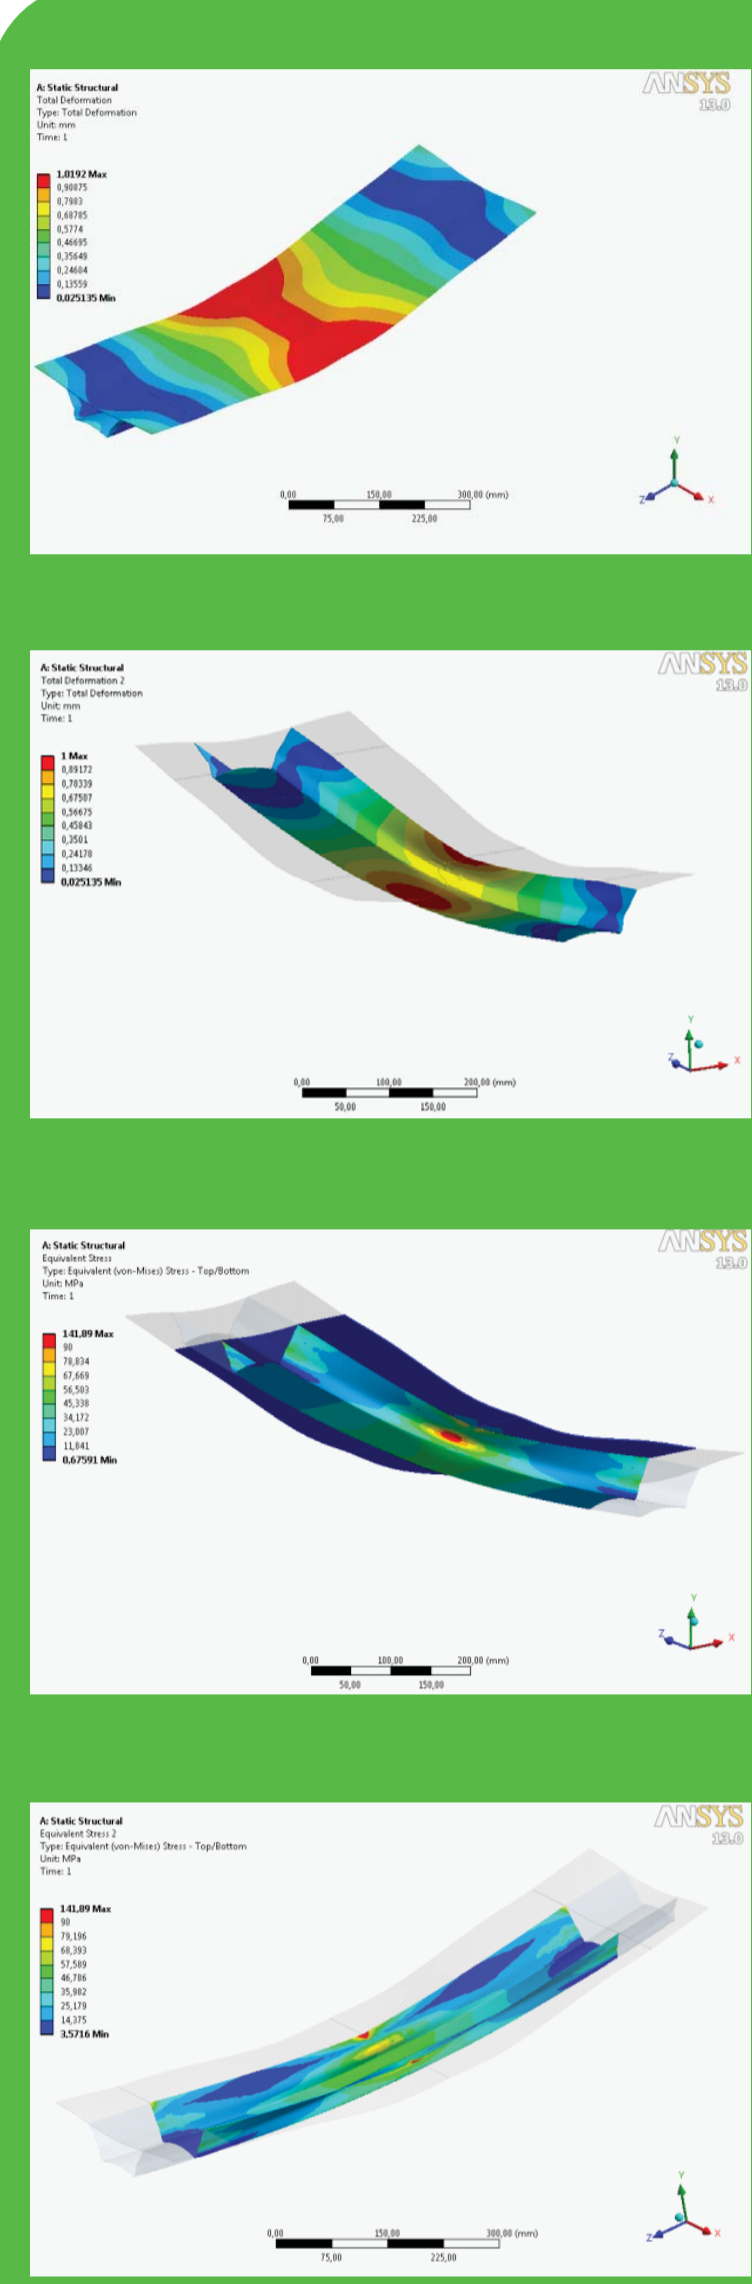 A: Static Structural
Total Deformation
Type: Total Deformation
Unit: mm
Time: 1
ANSYS
13.0
1,0192 Max
0,90875
0,7983
0,68785
0,5774
0,46695
0,35649
0,24604
0,13559
0,025135 Min
Y
Z
X
0,00 150,00 300,00 (mm)
75,00 225,00
A: Static Structural
Total Deformation 2
Type: Total Deformation
Unit: mm
Time: 1
ANSYS
13.0
1 Max
0,89172
0,78339
0,67507
0,56675
0,45843
0,3501
0,24178
0,13346
0,025135 Min
Y
Z
X
0,00 100,00 200,00 (mm)
50,00 150,00
A: Static Structural
Equivalent Stress
Type: Equivalent (von-Mises) Stress - Top/Bottom
Unit: MPa
Time: 1
ANSYS
13.0
141,89 Max
90
78,834
67,669
56,503
45,338
34,172
23,007
11,841
0,67591 Min
Y
Z
X
0,00 100,00 200,00 (mm)
50,00 150,00
A: Static Structural
Equivalent Stress 2
Type: Equivalent (von-Mises) Stress - Top/Bottom
Unit: MPa
Time: 1
ANSYS
13.0
141,89 Max
90
79,196
68,393
57,589
46,786
35,982
25,179
14,375
3,5716 Min
Y
Z
X
0,00 150,00 300,00 (mm)
75,00 225,00